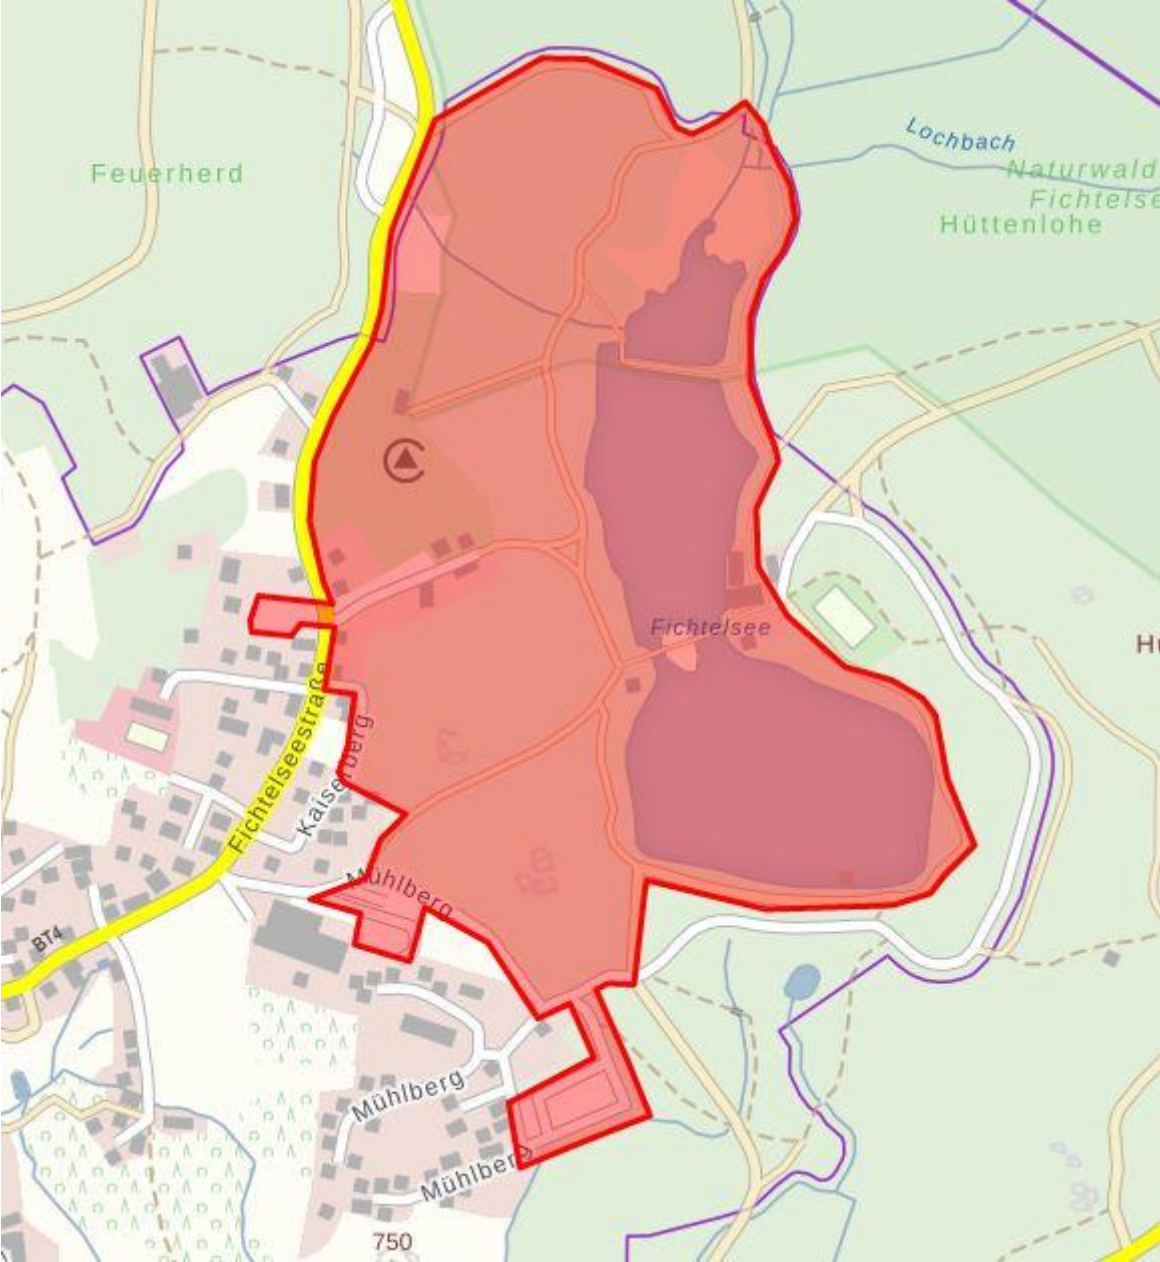 Lochbach
Feuerherd
Naturwald
Fichtelse
Hüttenlohe
Fichtelsee
Hu
Fichtelseestraße
Kaiserberg
Mühlberg
BT4
Mühlberg
Mühlberg
750